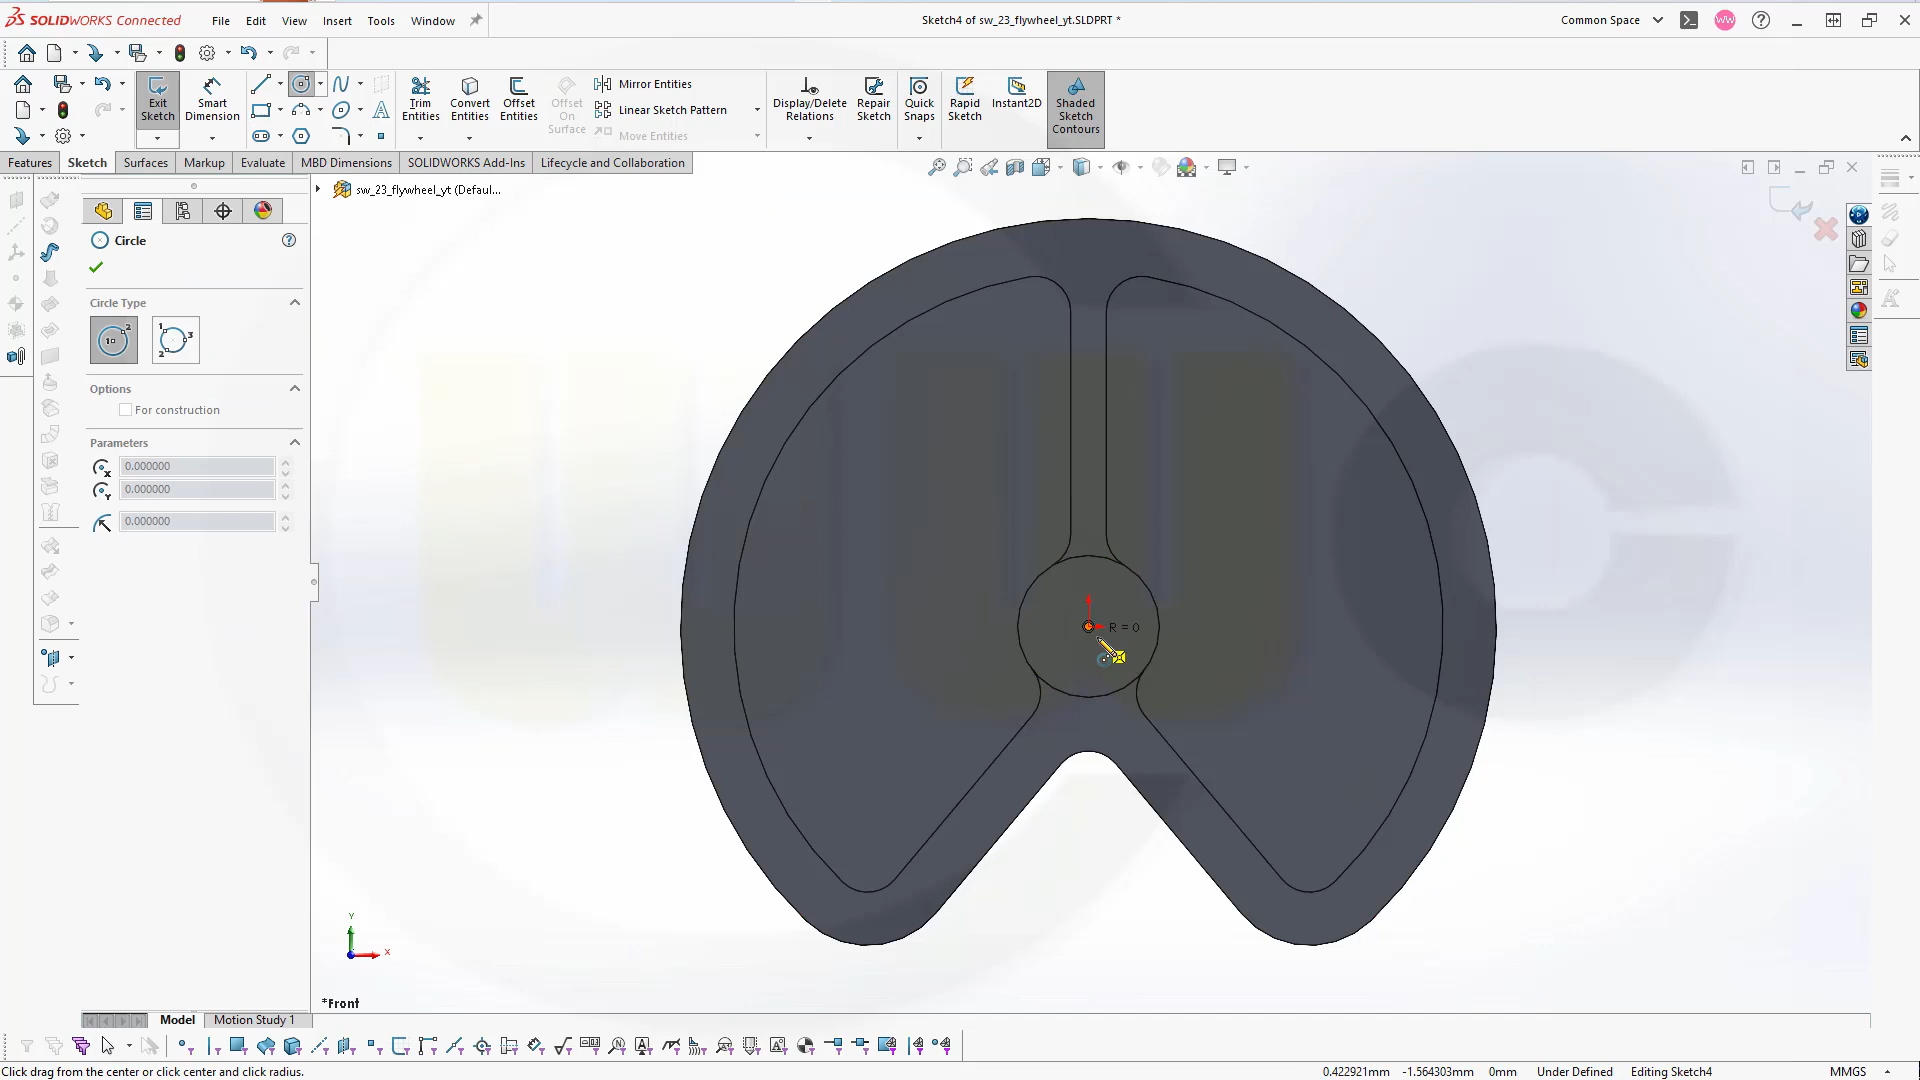 SOLIDWORKS Connected
File Edit View Insert Tools Window
Sketch4 of sw_23_flywheel_yt.SLDPRT *
Common Space
WW
Exit Sketch
Smart Dimension
Trim Entities
Convert Entities
Offset Entities
Offset On Surface
Mirror Entities
Linear Sketch Pattern
Move Entities
Display/Delete Relations
Repair Sketch
Quick Snaps
Rapid Sketch
Instant2D
Shaded Sketch Contours
Features Sketch Surfaces Markup Evaluate MBD Dimensions SOLIDWORKS Add-Ins Lifecycle and Collaboration
sw_23_flywheel_yt (Defaul...
Circle
Circle Type
Options
For construction
Parameters
0.000000
0.000000
0.000000
R = 0
Y
X
*Front
Model Motion Study 1
Click drag from the center or click center and click radius.
0.422921mm -1.564303mm 0mm Under Defined Editing Sketch4 MMGS